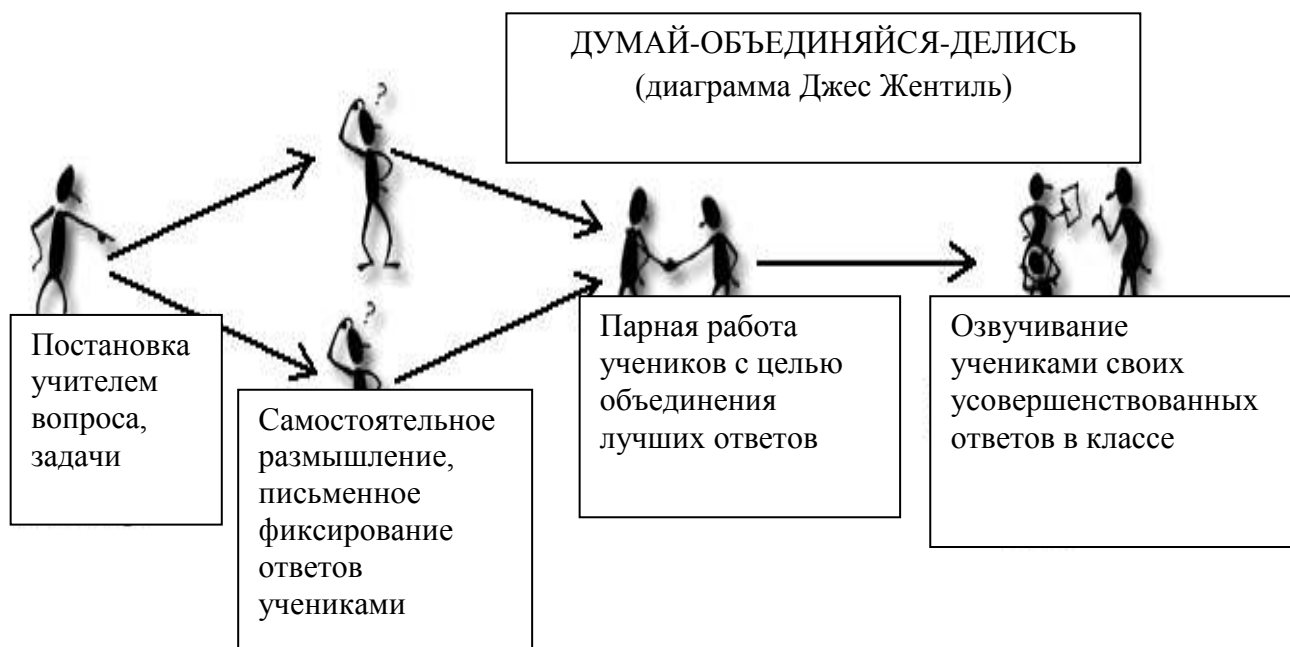 ДУМАЙ-ОБЪЕДИНЯЙСЯ-ДЕЛИСЬ
(диаграмма Джес Жентиль)
?
?
Постановка
учителем
вопроса,
задачи
Самостоятельное
размышление,
письменное
фиксирование
ответов
учениками
Парная работа
учеников с целью
объединения
лучших ответов
Озвучивание
учениками своих
усовершенствованных
ответов в классе